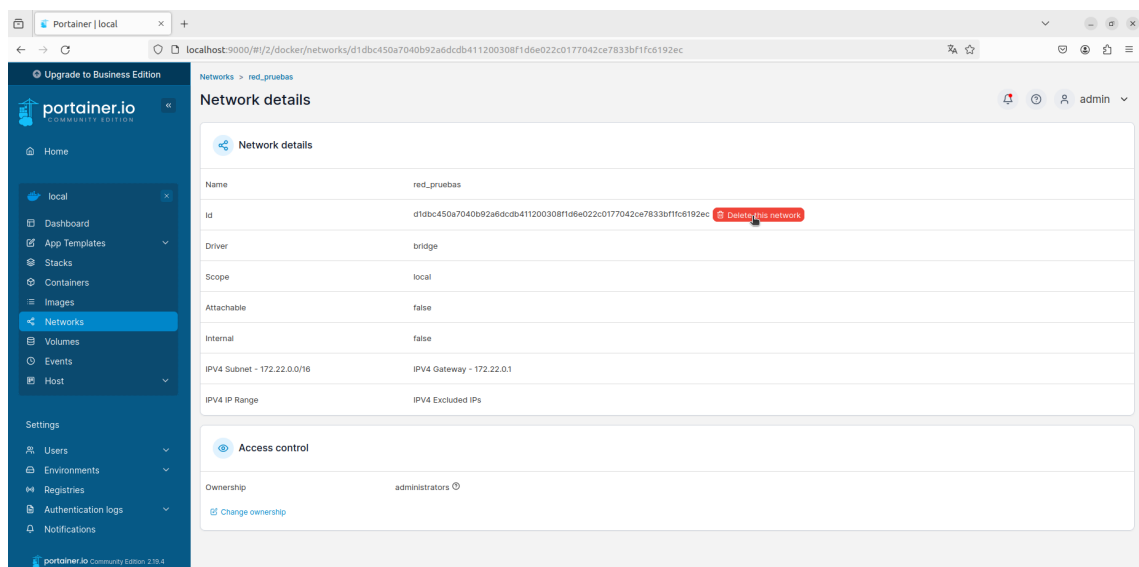 Portainer | local
localhost:9000/#!/2/docker/networks/d1dbc450a7040b92a6dcdb411200308f1d6e022c0177042ce7833bf1fc6192ec
Upgrade to Business Edition
portainer.io
COMMUNITY EDITION
Home
local
Dashboard
App Templates
Stacks
Containers
Images
Networks
Volumes
Events
Host
Settings
Users
Environments
Registries
Authentication logs
Notifications
portainer.io Community Edition 2.19.4
Networks > red_pruebas
Network details
admin
Network details
Name red_pruebas
Id d1dbc450a7040b92a6dcdb411200308f1d6e022c0177042ce7833bf1fc6192ec Delete this network
Driver bridge
Scope local
Attachable false
Internal false
IPV4 Subnet - 172.22.0.0/16 IPV4 Gateway - 172.22.0.1
IPV4 IP Range IPV4 Excluded IPs
Access control
Ownership administrators
Change ownership